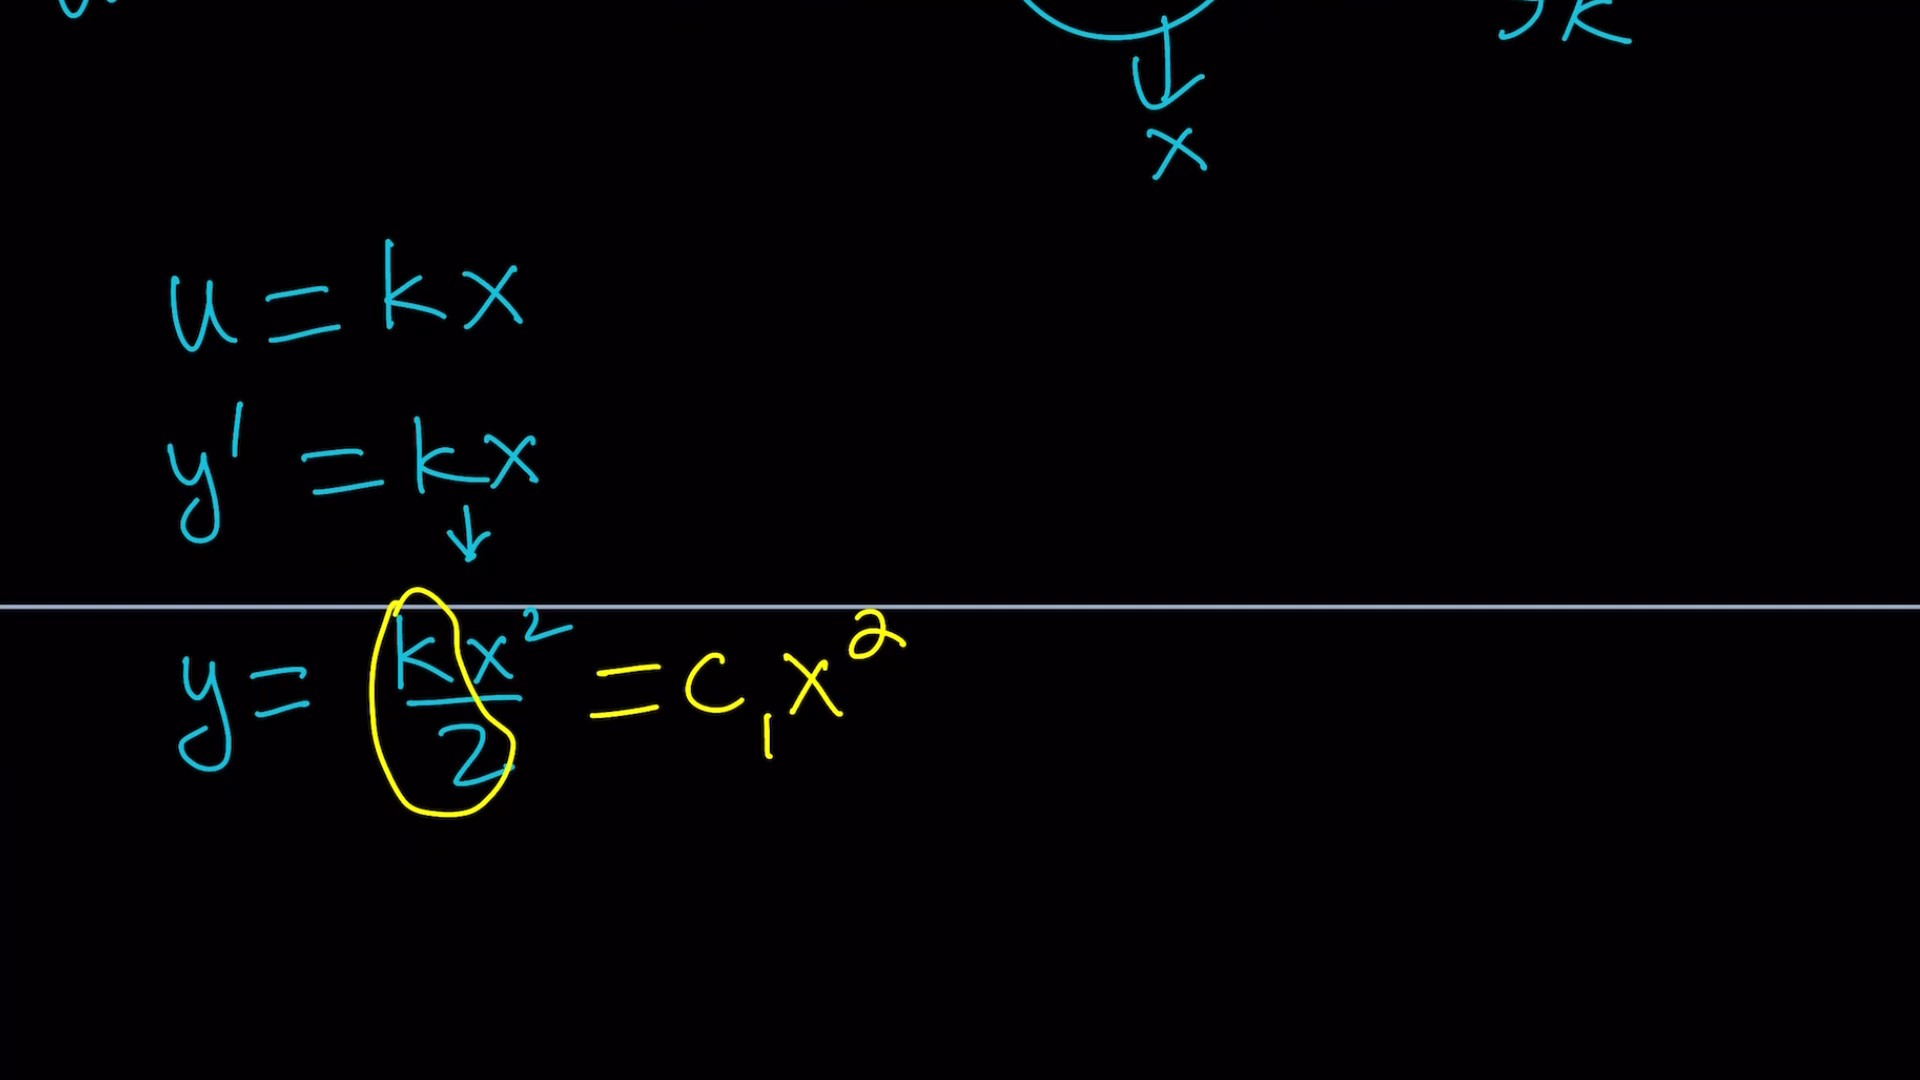 k
x
u = kx
y' = kx
↓
y = kx²/2 = c₁x²